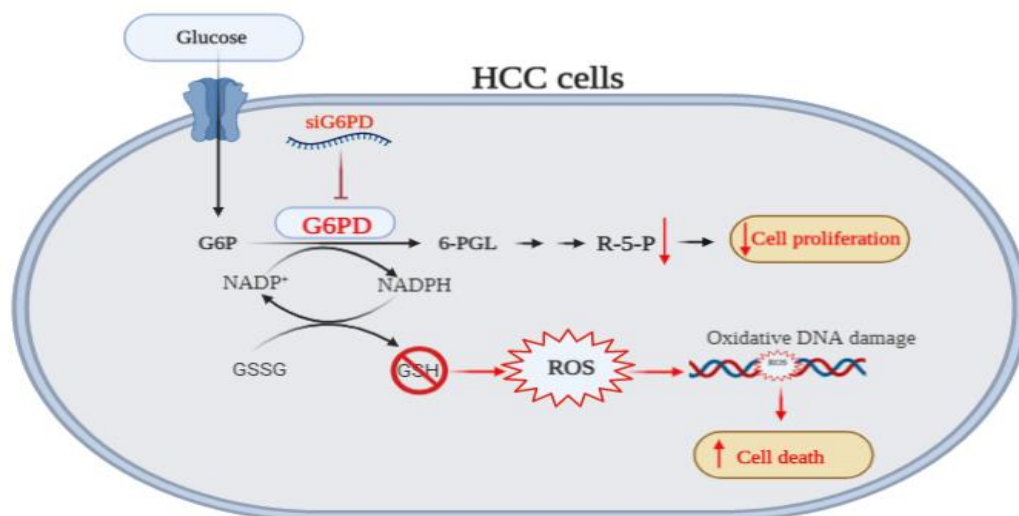 Glucose
HCC cells
siG6PD
G6PD
G6P
6-PGL
R-5-P
Cell proliferation
NADP⁺
NADPH
GSSG
GSH
ROS
Oxidative DNA damage
ROS
Cell death